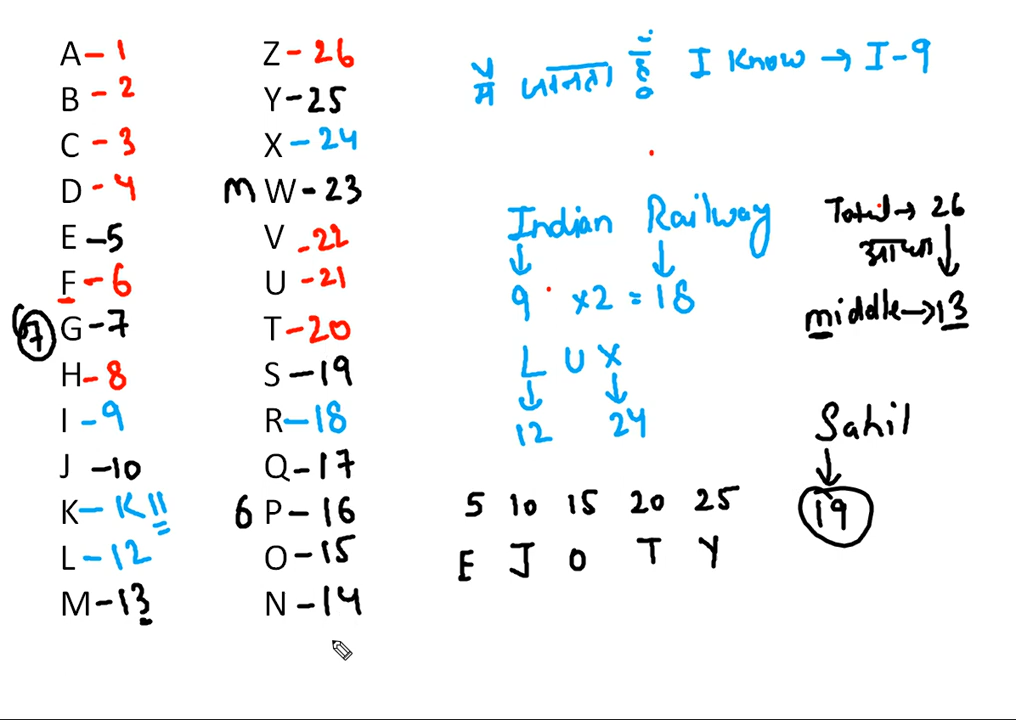 A - 1
B - 2
C - 3
D - 4
E - 5
F - 6
7 G - 7
H - 8
I - 9
J - 10
K - K 11
L - 12
M - 13
Z - 26
Y - 25
X - 24
m W - 23
V - 22
U - 21
T - 20
S - 19
R - 18
Q - 17
6 P - 16
O - 15
N - 14
मैं जानता हूँ I Know → I - 9
Indian Railway
↓ ↓
9 × 2 = 18
L U X
↓ ↓
12 24
5 10 15 20 25
E J O T Y
Total → 26
आधा ↓
middle → 13
Sahil
↓
19